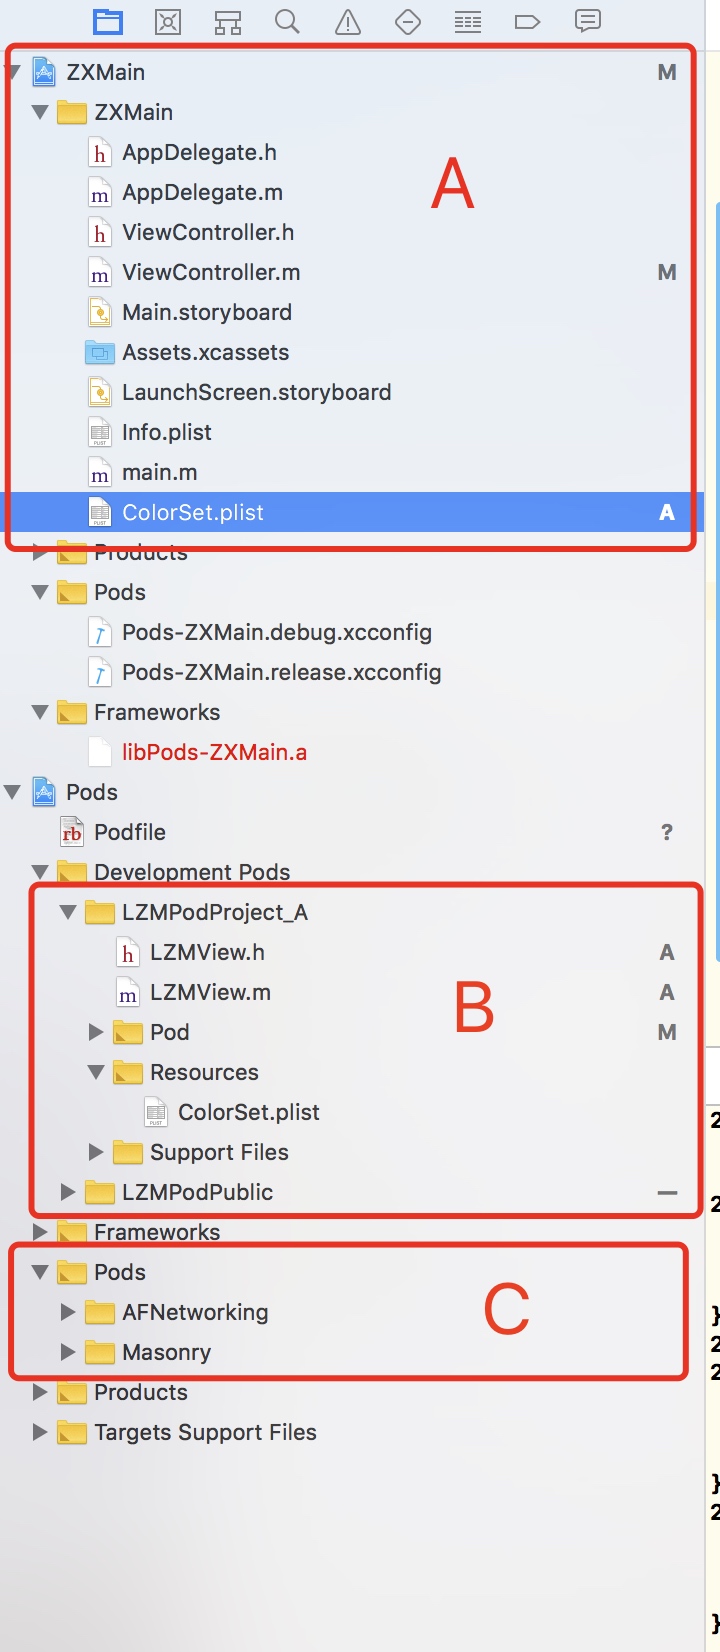 ZXMain M
ZXMain
AppDelegate.h
A
AppDelegate.m
ViewController.h
ViewController.m M
Main.storyboard
Assets.xcassets
LaunchScreen.storyboard
Info.plist
main.m
ColorSet.plist A
Products
Pods
Pods-ZXMain.debug.xcconfig
Pods-ZXMain.release.xcconfig
Frameworks
libPods-ZXMain.a
Pods
Podfile ?
Development Pods
LZMPodProject_A
LZMView.h A
LZMView.m A
B
Pod M
Resources
ColorSet.plist
Support Files
LZMPodPublic —
Frameworks
Pods
AFNetworking
C
Masonry
Products
Targets Support Files